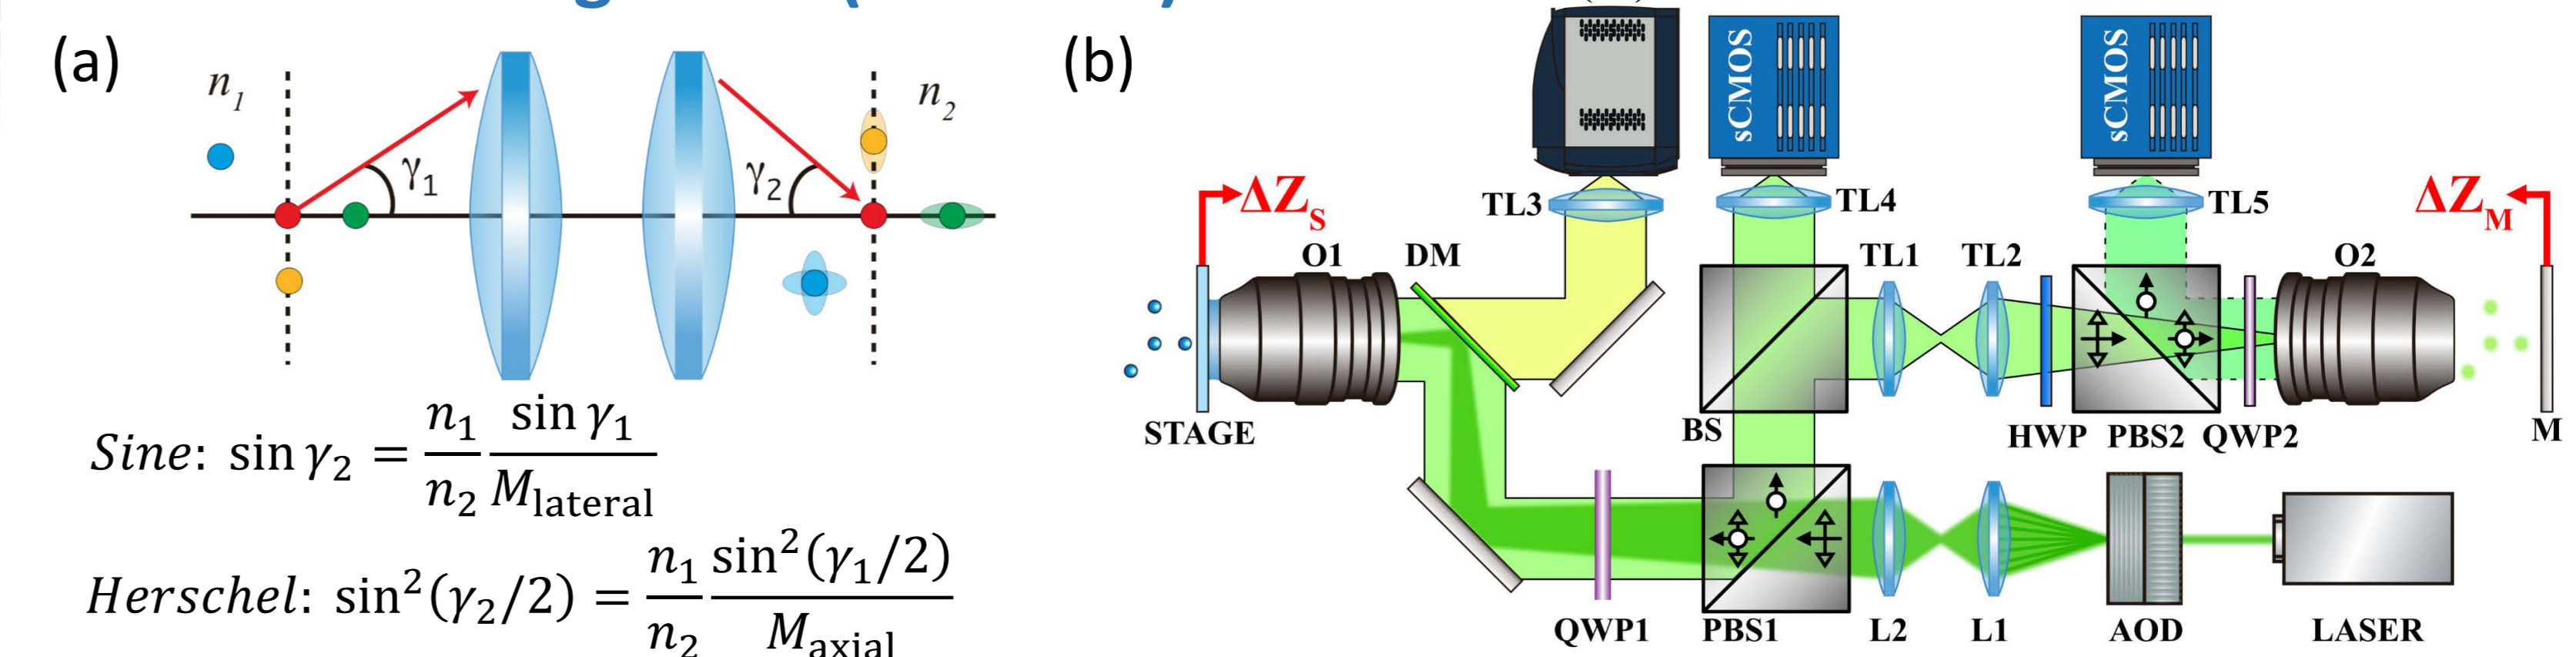 (a)
n1
n2
γ1
γ2
Sine: sin γ2 = n1/n2 sin γ1/Mlateral
Herschel: sin²(γ2/2) = n1/n2 sin²(γ1/2)/Maxial
(b)
sCMOS
sCMOS
TL3
TL4
TL5
ΔZS
ΔZM
O1
DM
TL1
TL2
O2
STAGE
BS
HWP
PBS2
QWP2
M
QWP1
PBS1
L2
L1
AOD
LASER